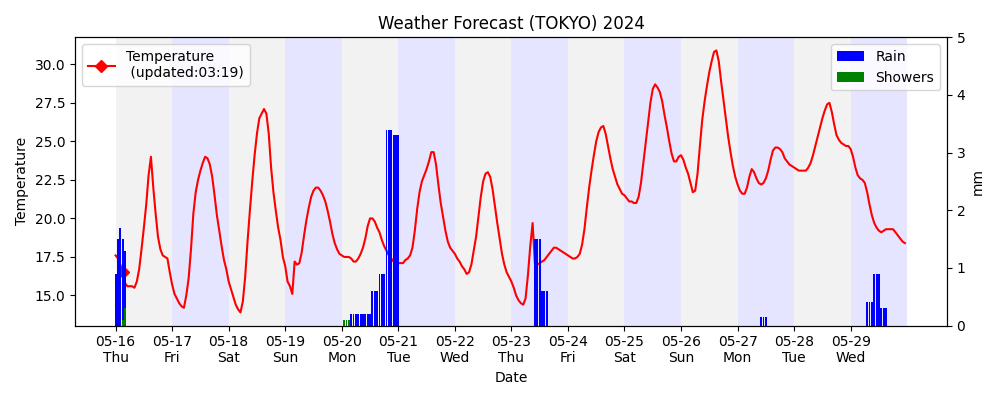 Weather Forecast (TOKYO) 2024
Temperature
(updated:03:19)
Rain
Showers
Temperature
30.0
27.5
25.0
22.5
20.0
17.5
15.0
5
4
3
2
1
0
mm
05-16 05-17 05-18 05-19 05-20 05-21 05-22 05-23 05-24 05-25 05-26 05-27 05-28 05-29
Thu Fri Sat Sun Mon Tue Wed Thu Fri Sat Sun Mon Tue Wed
Date